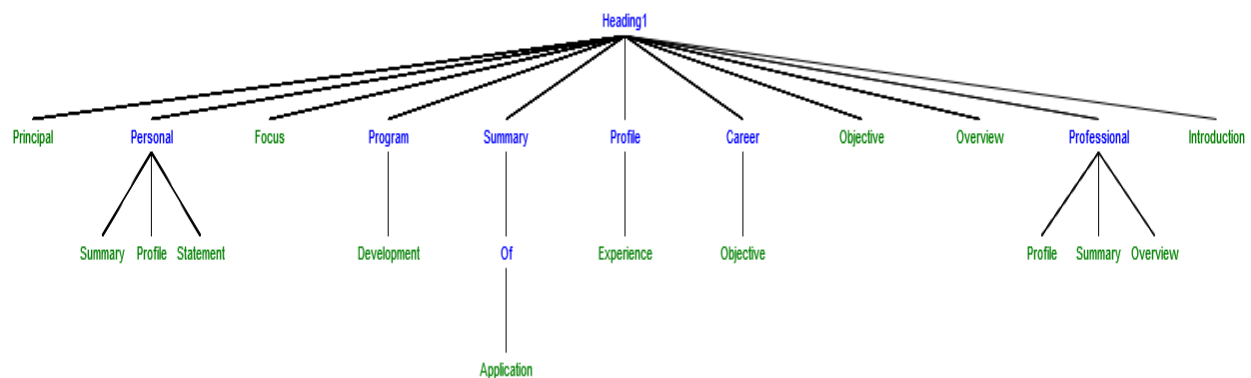 Heading1
Principal Personal Focus Program Summary Profile Career Objective Overview Professional Introduction
Summary Profile Statement Development Of Experience Objective Profile Summary Overview
Application